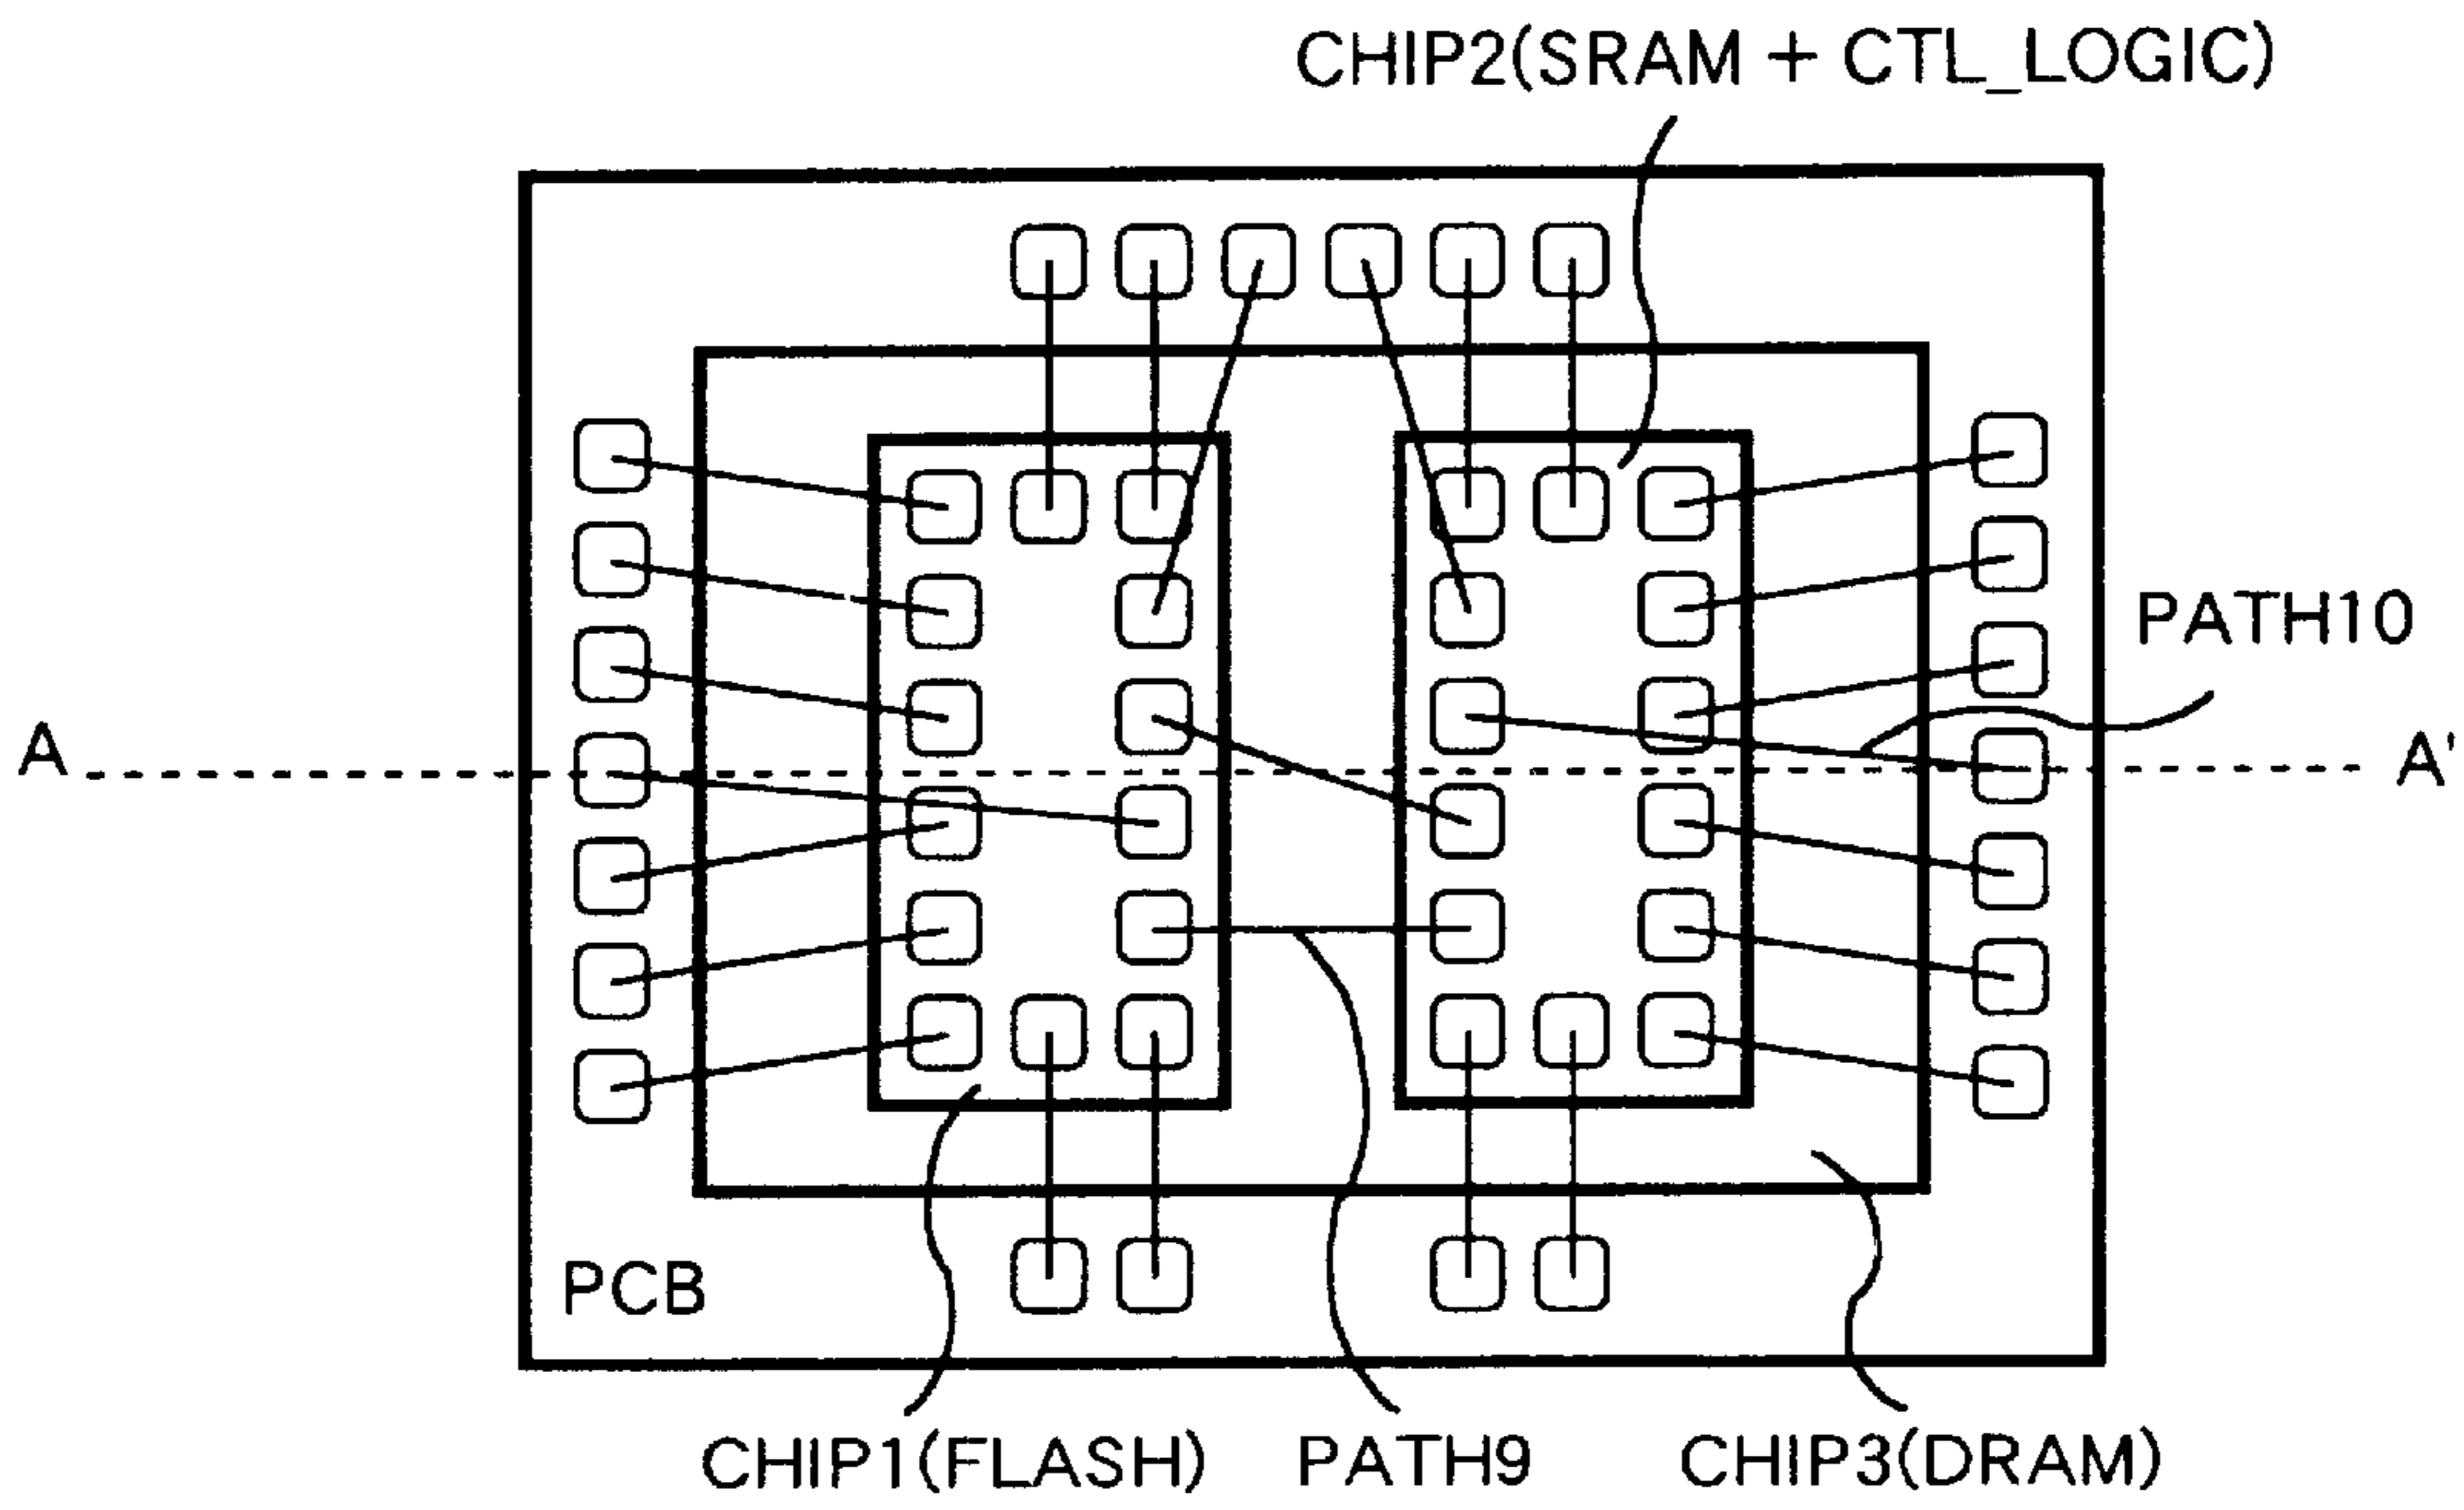 CHIP2(SRAM + CTL_LOGIC)
PATH10
A
A'
PCB
CHIP1(FLASH)
PATH9
CHIP3(DRAM)